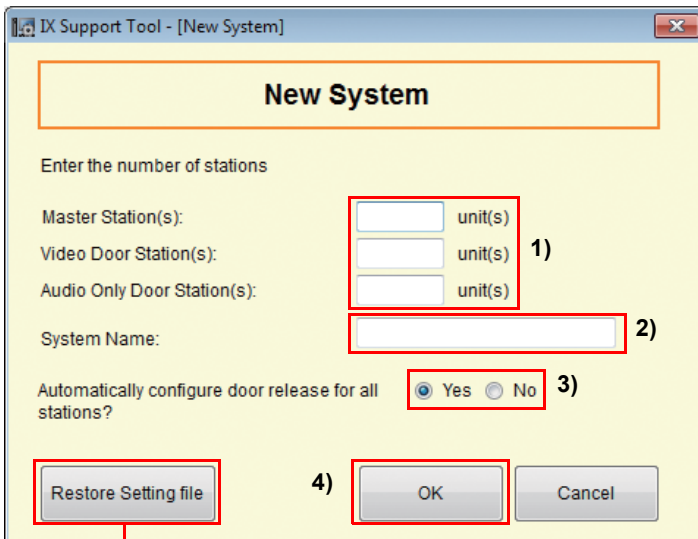 IX Support Tool - [New System]
New System
Enter the number of stations
Master Station(s): unit(s)
Video Door Station(s): unit(s) 1)
Audio Only Door Station(s): unit(s)
System Name: 2)
Automatically configure door release for all Yes No 3)
stations?
Restore Setting file 4) OK Cancel